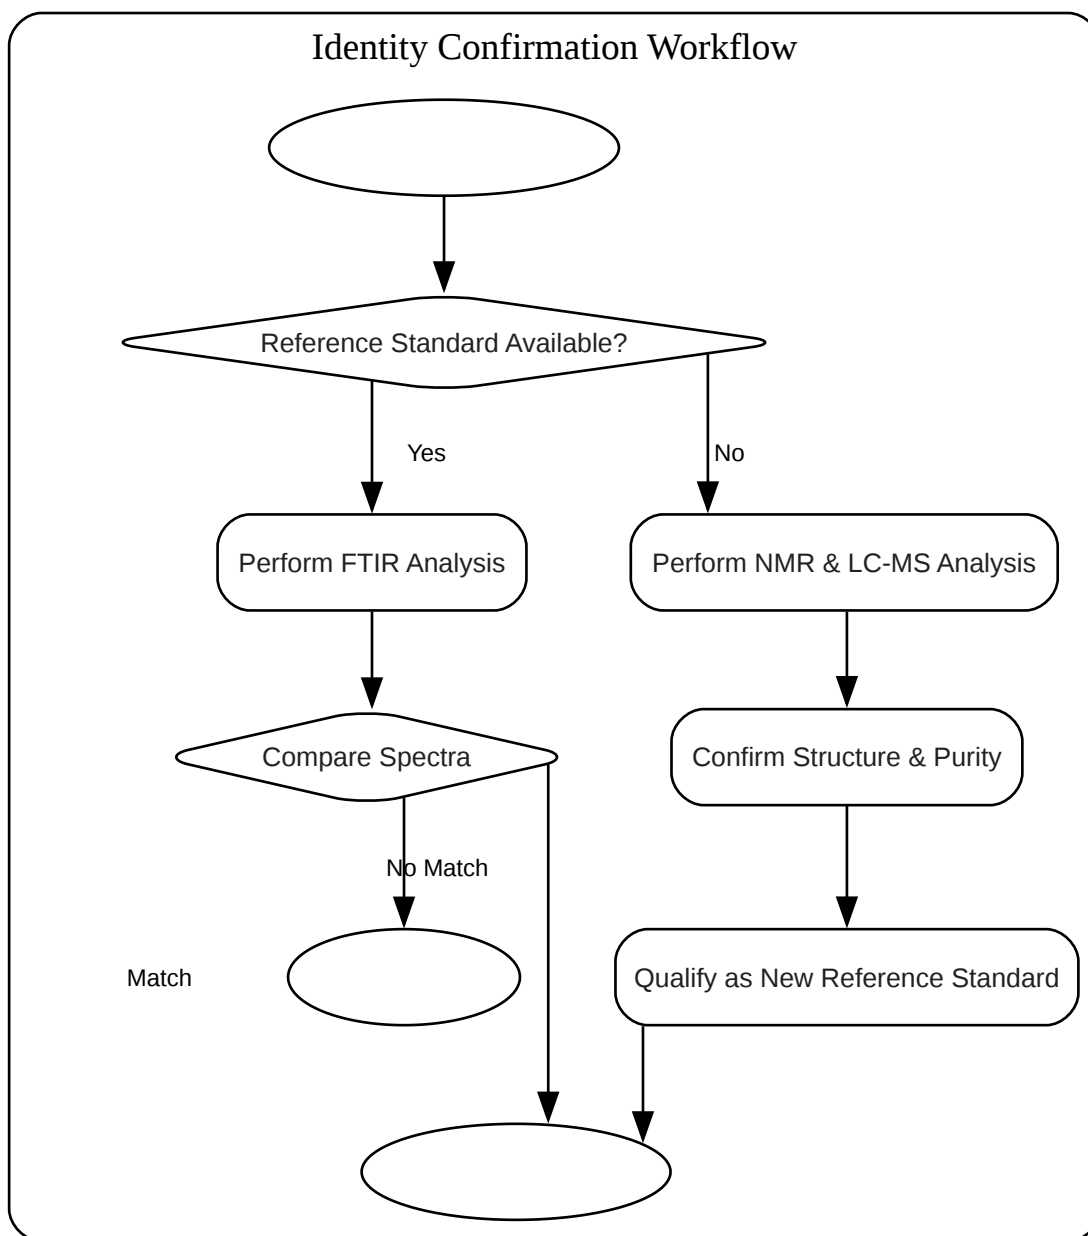 Identity Confirmation Workflow
Reference Standard Available?
Yes
No
Perform FTIR Analysis
Perform NMR & LC-MS Analysis
Compare Spectra
Confirm Structure & Purity
No Match
Match
Qualify as New Reference Standard